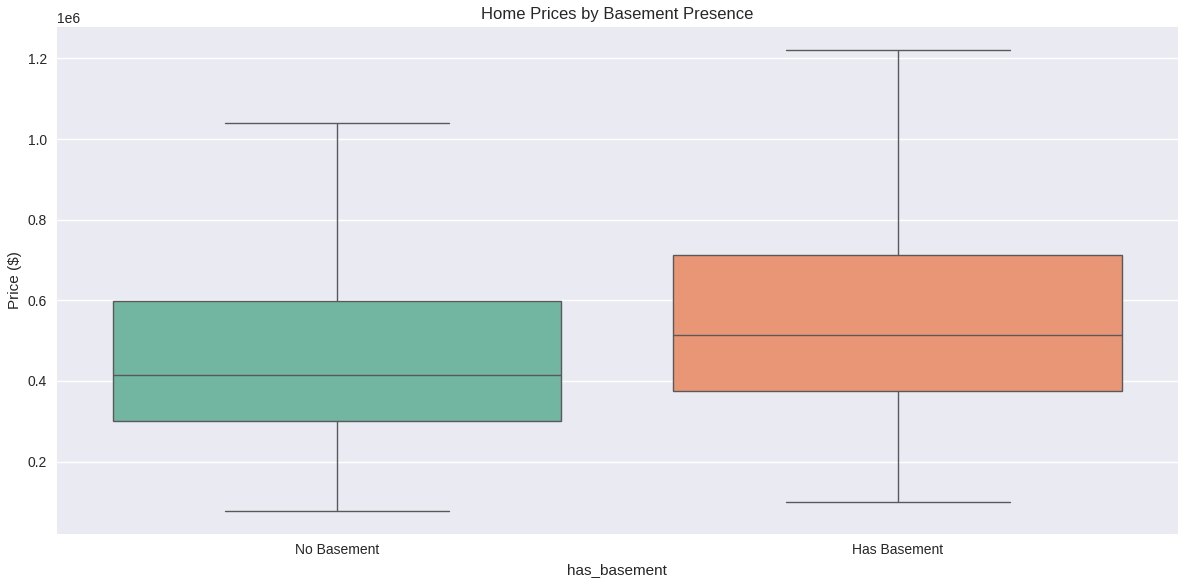 Home Prices by Basement Presence
1e6
1.2
1.0
0.8
0.6
0.4
0.2
Price ($)
No Basement
Has Basement
has_basement